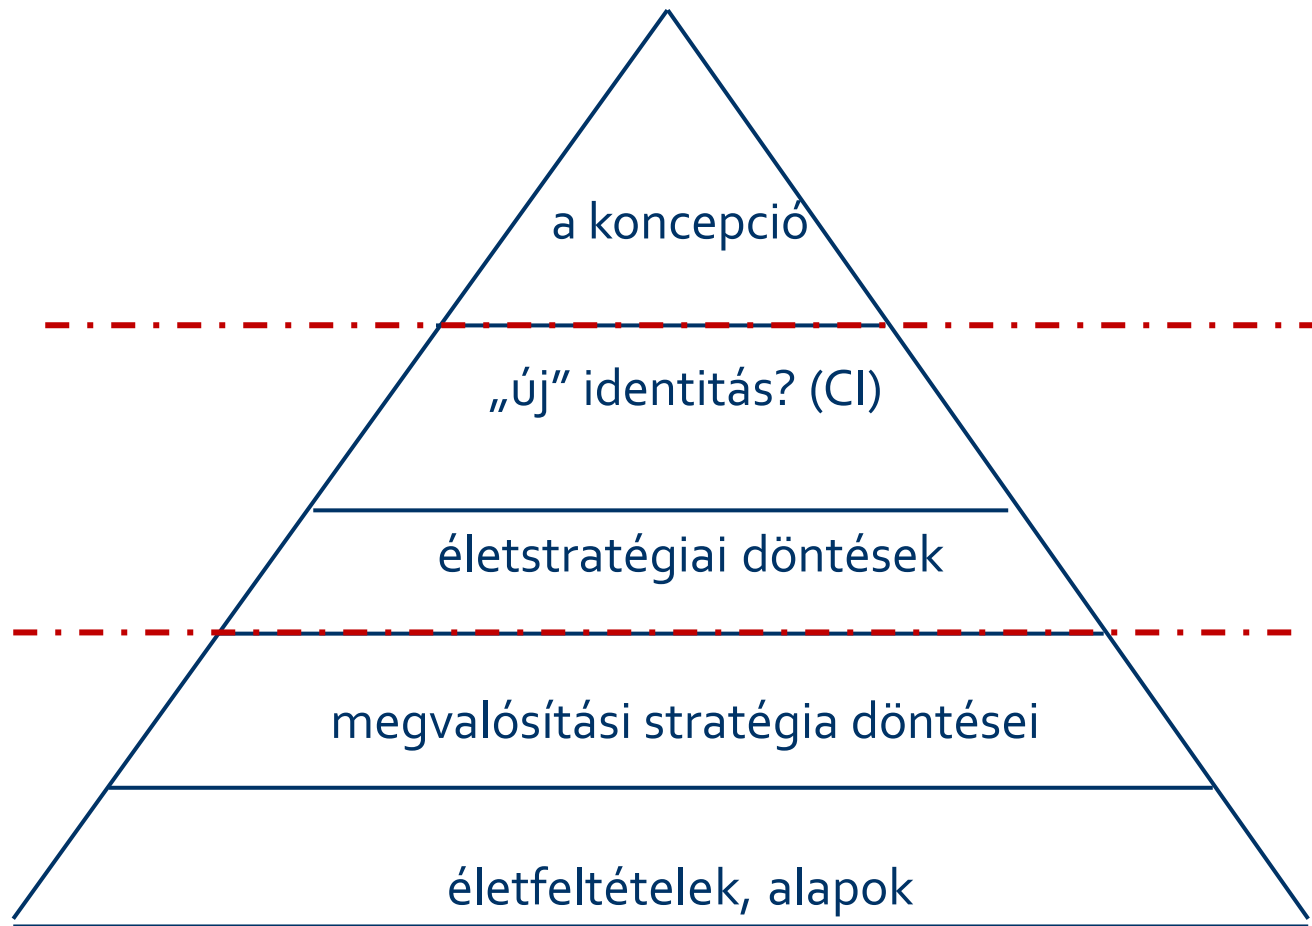 a koncepció
„új” identitás? (CI)
életstratégiai döntések
megvalósítási stratégia döntései
életfeltételek, alapok